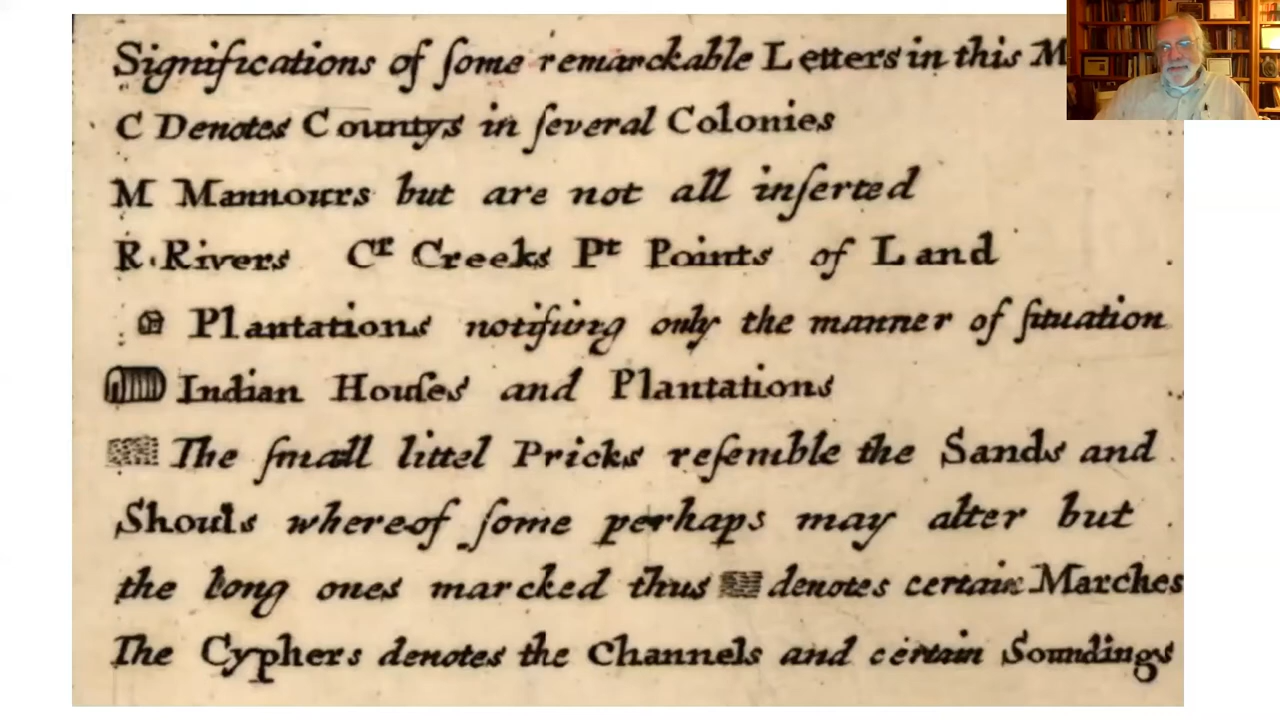 Significations of ſome remarckable Letters in this M
C Denotes Countys in ſeveral Colonies
M Mannours but are not all inſerted
R. Rivers Cr Creeks Pt Points of Land
Plantations notifiing only the manner of ſituation
Indian Houſes and Plantations
The ſmall littel Pricks reſemble the Sands and
Shouls whereof ſome perhaps may alter but
the long ones marcked thus denotes certain Marches
The Cyphers denotes the Channels and certain Soundings